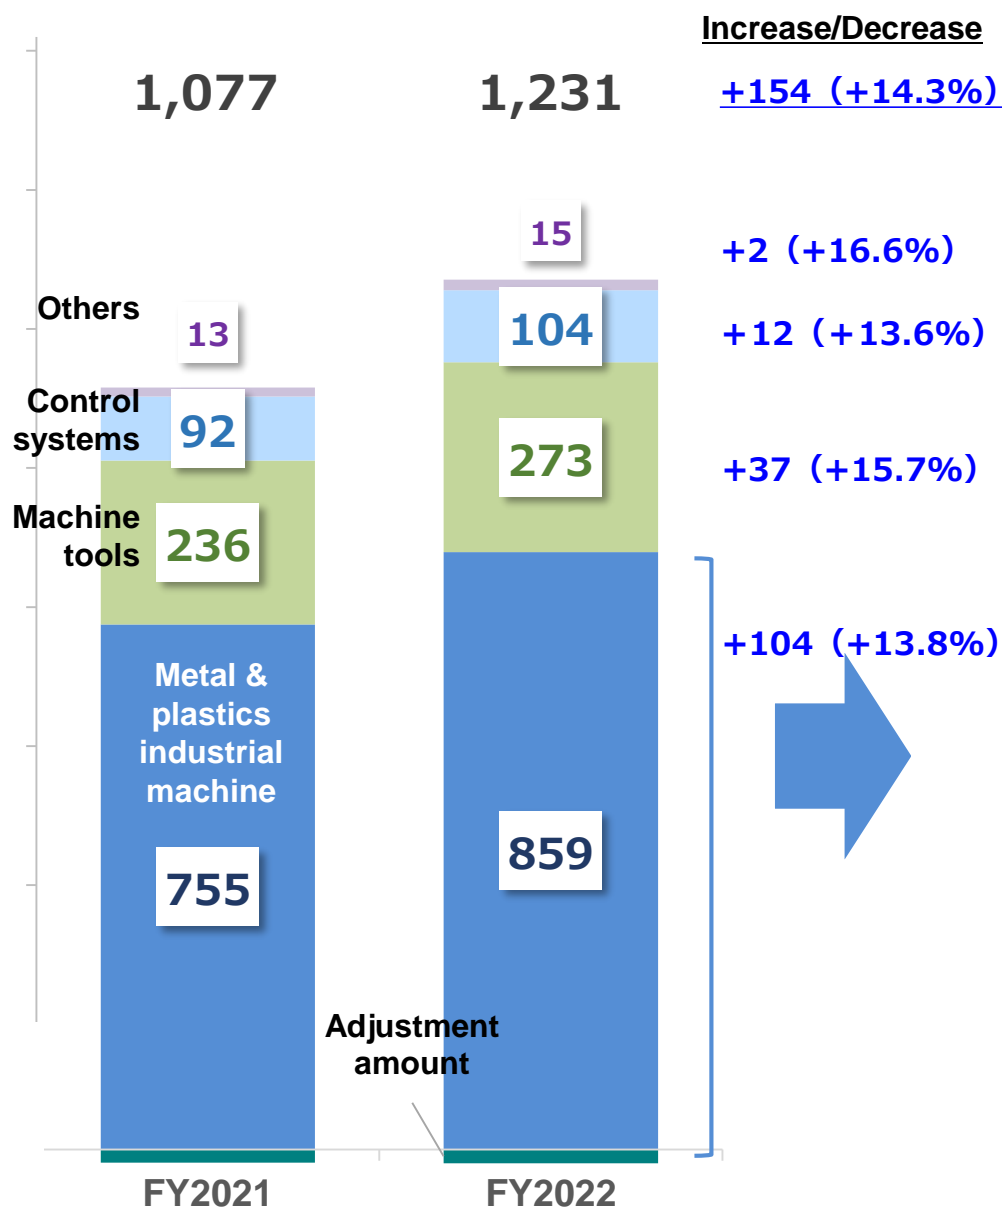 Increase/Decrease
1,077
1,231
+154（+14.3%）
15
+2（+16.6%）
Others
13
104
+12（+13.6%）
Control
systems
92
273
+37（+15.7%）
Machine
tools
236
+104（+13.8%）
Metal &
plastics
industrial
machine
755
859
Adjustment
amount
FY2021
FY2022